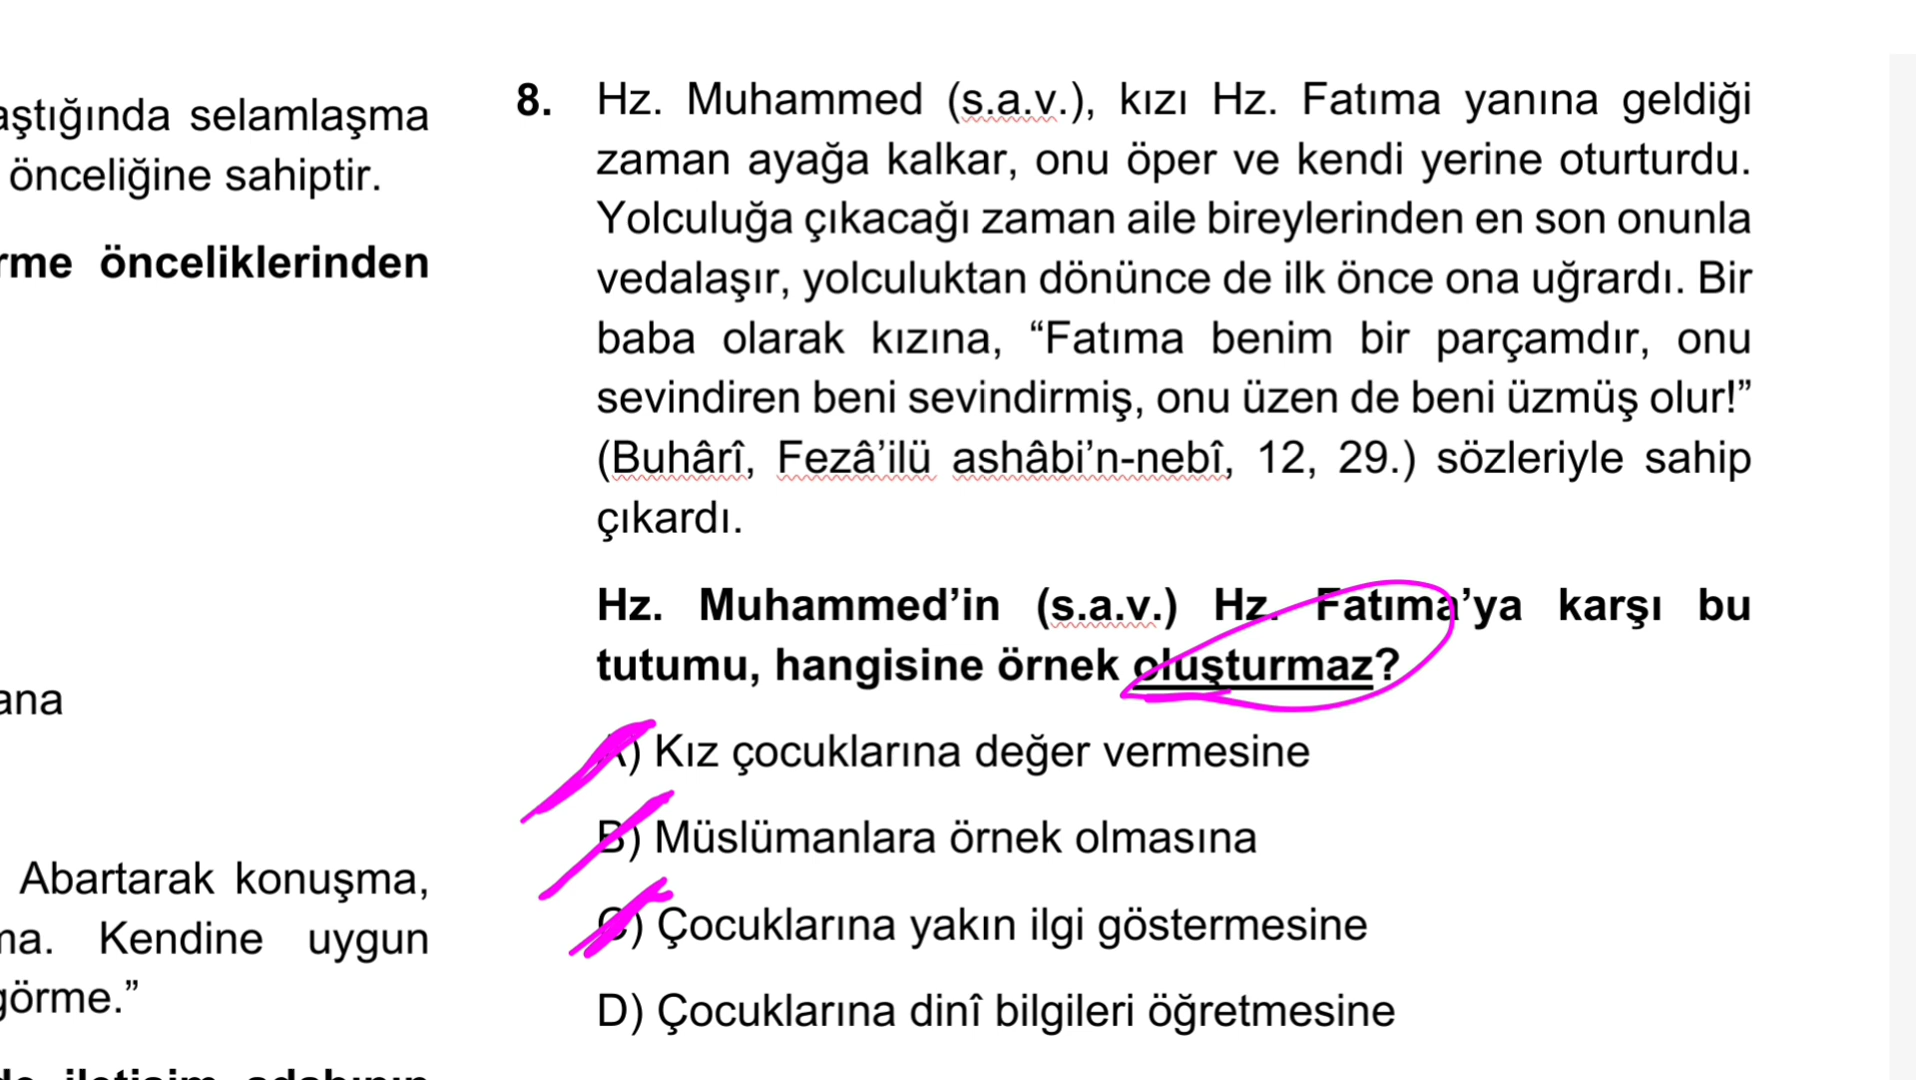 aştığında selamlaşma
önceliğine sahiptir.
rme önceliklerinden
ana
Abartarak konuşma,
ma. Kendine uygun
görme.”
8. Hz. Muhammed (s.a.v.), kızı Hz. Fatıma yanına geldiği
zaman ayağa kalkar, onu öper ve kendi yerine oturturdu.
Yolculuğa çıkacağı zaman aile bireylerinden en son onunla
vedalaşır, yolculuktan dönünce de ilk önce ona uğrardı. Bir
baba olarak kızına, “Fatıma benim bir parçamdır, onu
sevindiren beni sevindirmiş, onu üzen de beni üzmüş olur!”
(Buhârî, Fezâ’ilü ashâbi’n-nebî, 12, 29.) sözleriyle sahip
çıkardı.
Hz. Muhammed’in (s.a.v.) Hz. Fatıma’ya karşı bu
tutumu, hangisine örnek oluşturmaz?
A) Kız çocuklarına değer vermesine
B) Müslümanlara örnek olmasına
C) Çocuklarına yakın ilgi göstermesine
D) Çocuklarına dinî bilgileri öğretmesine